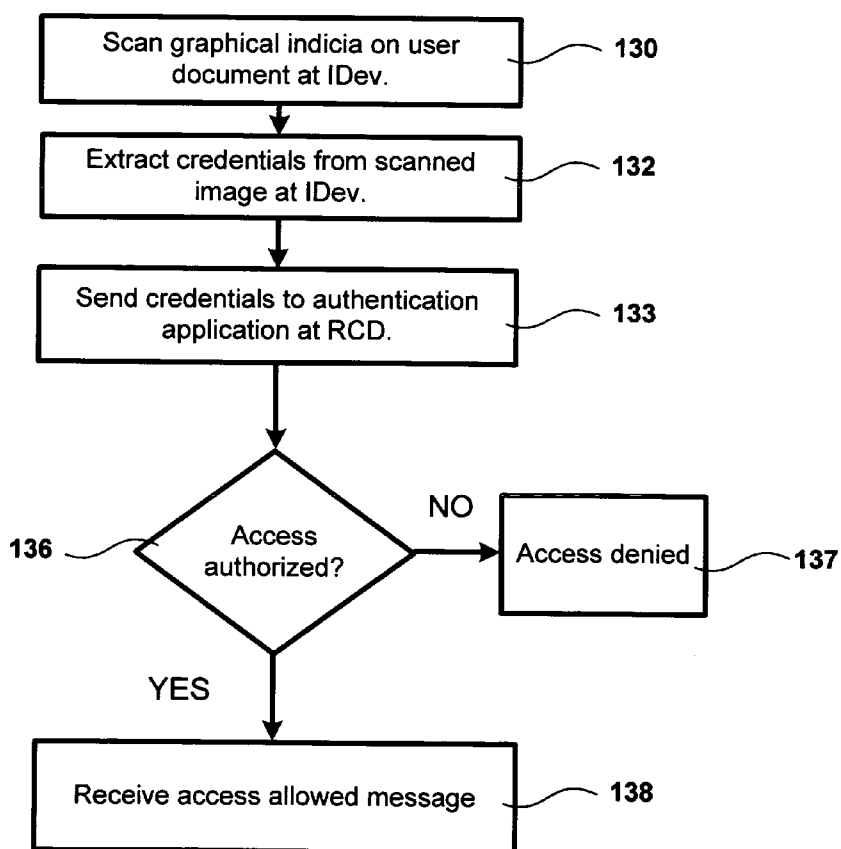 Scan graphical indicia on user
document at IDev.
130
Extract credentials from scanned
image at IDev.
132
Send credentials to authentication
application at RCD.
133
136
Access
authorized?
NO
Access denied
137
YES
Receive access allowed message
138